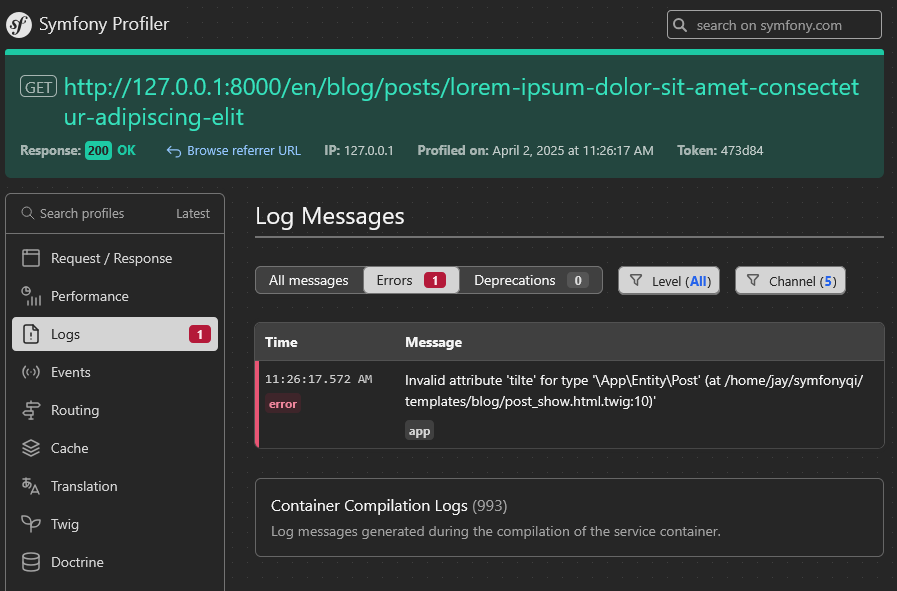 sf Symfony Profiler
search on symfony.com
GET http://127.0.0.1:8000/en/blog/posts/lorem-ipsum-dolor-sit-amet-consectet
ur-adipiscing-elit
Response: 200 OK Browse referrer URL IP: 127.0.0.1 Profiled on: April 2, 2025 at 11:26:17 AM Token: 473d84
Search profiles Latest
Request / Response
Performance
Logs 1
Events
Routing
Cache
Translation
Twig
Doctrine
Log Messages
All messages Errors 1 Deprecations 0 Level (All) Channel (5)
Time Message
11:26:17.572 AM
error
Invalid attribute 'tilte' for type '\App\Entity\Post' (at /home/jay/symfonyqi/
templates/blog/post_show.html.twig:10)'
app
Container Compilation Logs (993)
Log messages generated during the compilation of the service container.